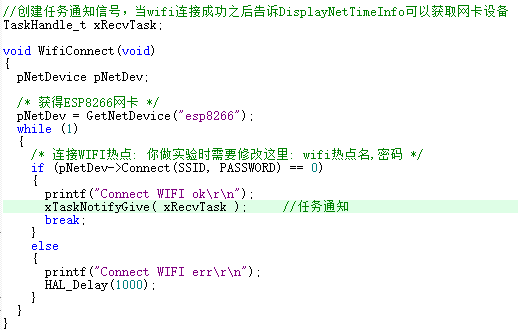 //创建任务通知信号，当wifi连接成功之后告诉DisplayNetTimeInfo可以获取网卡设备
TaskHandle_t xRecvTask;

void WifiConnect(void)
{
  pNetDevice pNetDev;

  /* 获得ESP8266网卡 */
  pNetDev = GetNetDevice("esp8266");
  while (1)
  {
    /* 连接WIFI热点: 你做实验时需要修改这里: wifi热点名,密码 */
    if (pNetDev->Connect(SSID, PASSWORD) == 0)
    {
      printf("Connect WIFI ok\r\n");
      xTaskNotifyGive( xRecvTask );     //任务通知
      break;
    }
    else
    {
      printf("Connect WIFI err\r\n");
      HAL_Delay(1000);
    }
  }
}